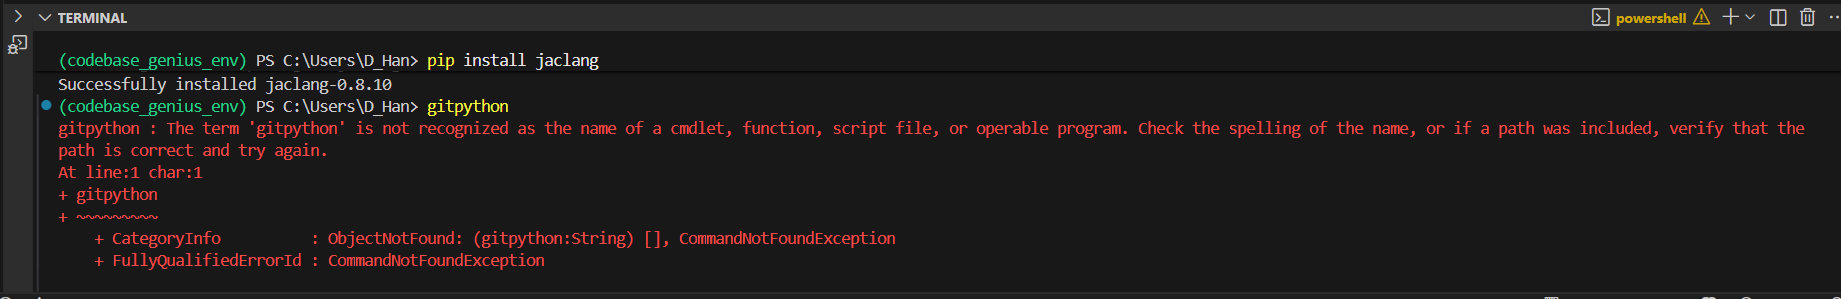 TERMINAL
powershell
(codebase_genius_env) PS C:\Users\D_Han> pip install jaclang
Successfully installed jaclang-0.8.10
(codebase_genius_env) PS C:\Users\D_Han> gitpython
gitpython : The term 'gitpython' is not recognized as the name of a cmdlet, function, script file, or operable program. Check the spelling of the name, or if a path was included, verify that the
path is correct and try again.
At line:1 char:1
+ gitpython
+ ~~~~~~~~~
    + CategoryInfo          : ObjectNotFound: (gitpython:String) [], CommandNotFoundException
    + FullyQualifiedErrorId : CommandNotFoundException